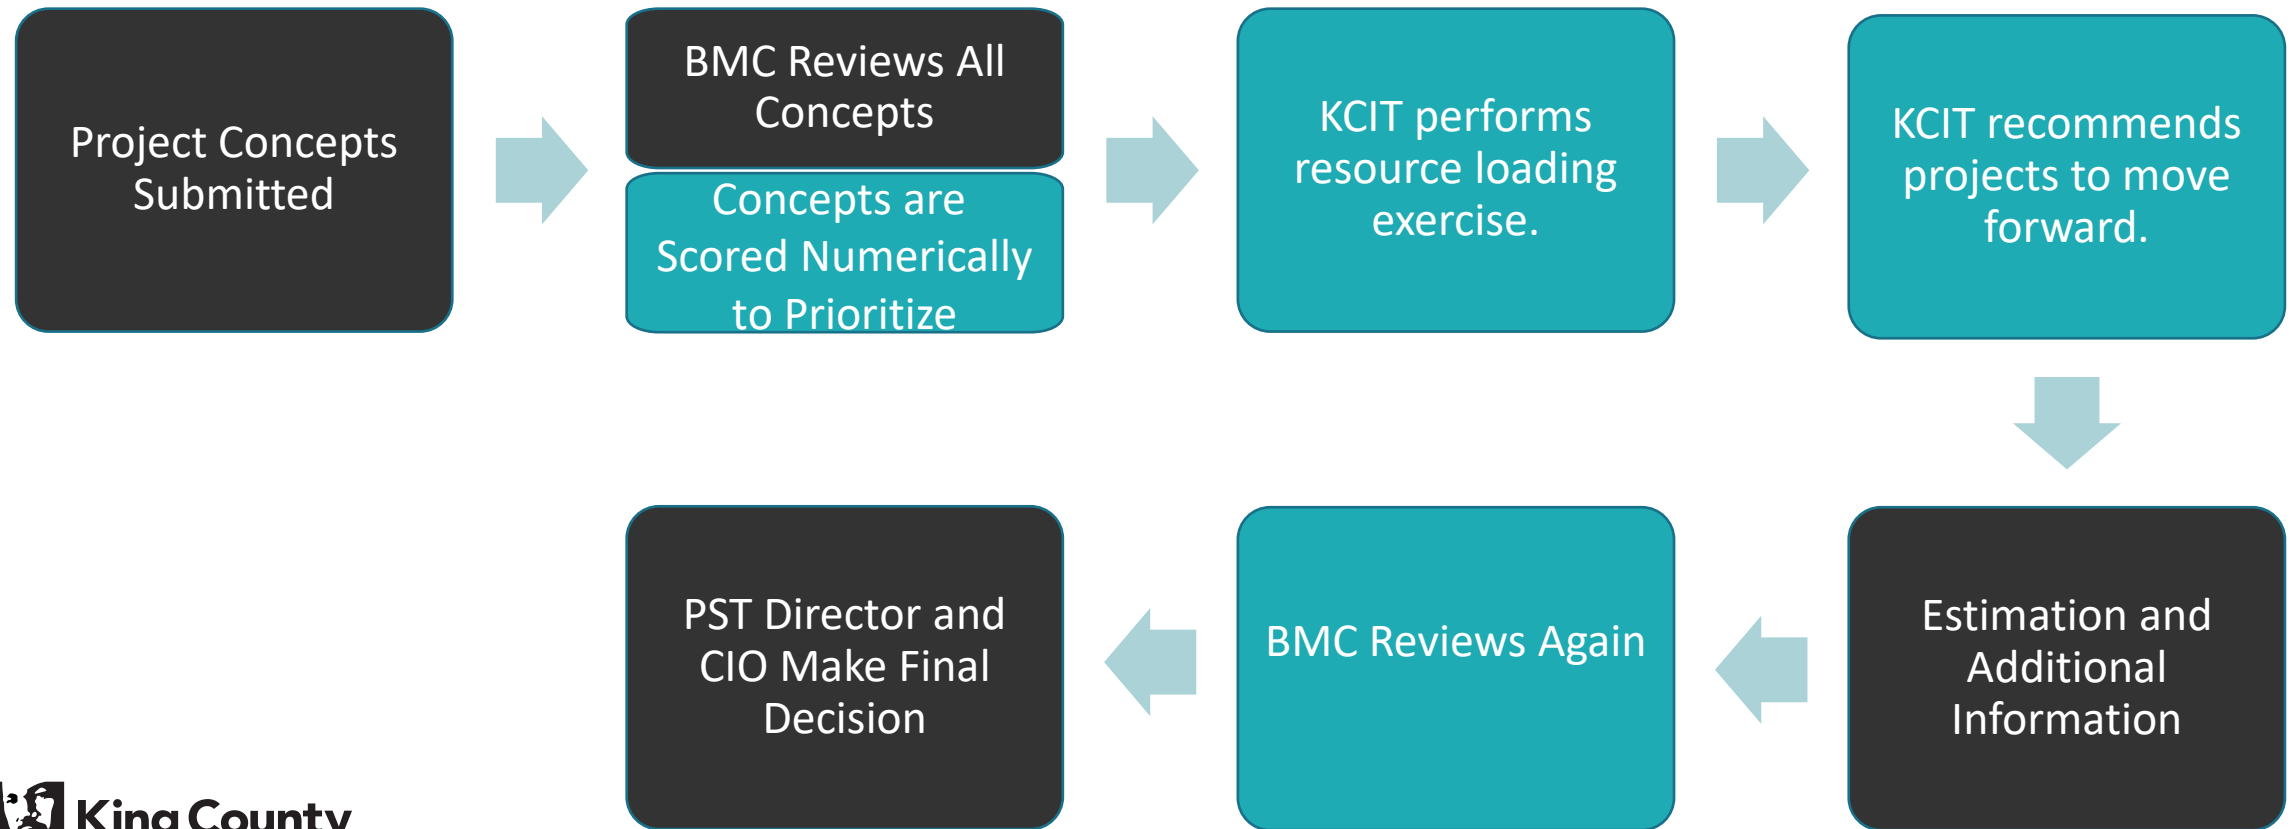 Project Concepts
Submitted
BMC Reviews All
Concepts
Concepts are
Scored Numerically
to Prioritize
KCIT performs
resource loading
exercise.
KCIT recommends
projects to move
forward.
Estimation and
Additional
Information
BMC Reviews Again
PST Director and
CIO Make Final
Decision
King County